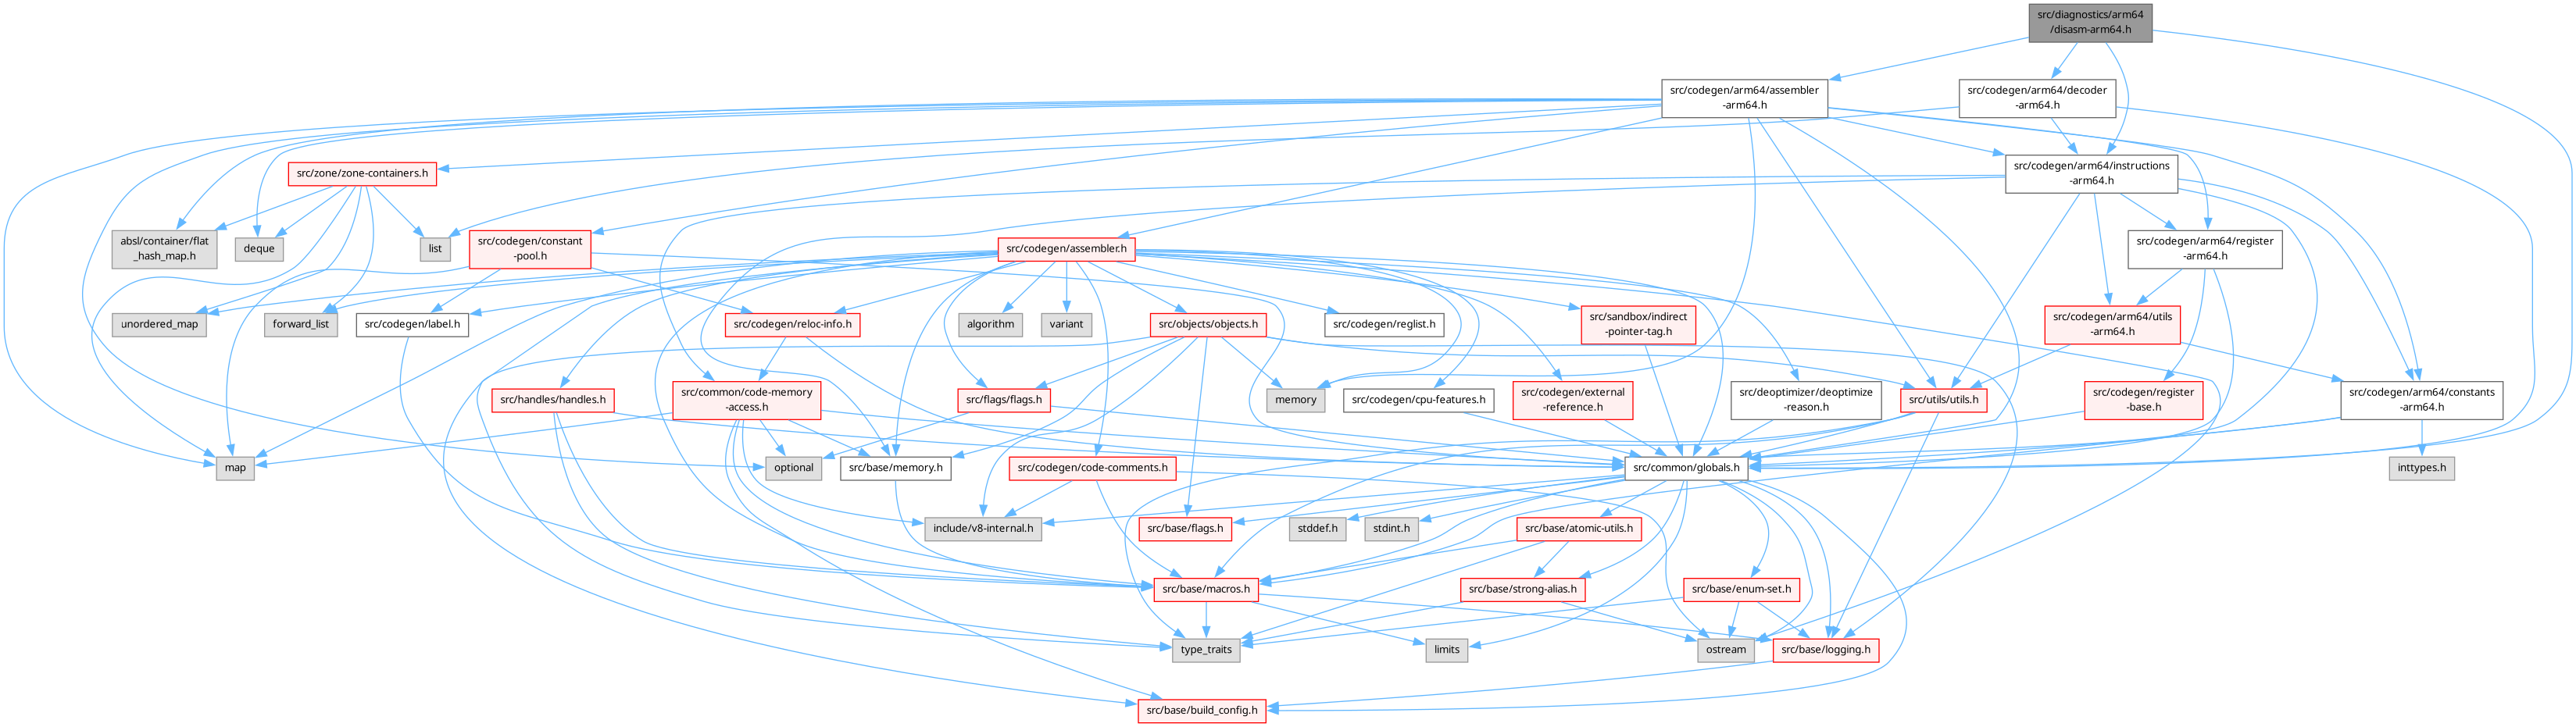 src/diagnostics/arm64
/disasm-arm64.h
src/codegen/arm64/assembler
-arm64.h
src/codegen/arm64/decoder
-arm64.h
src/zone/zone-containers.h
src/codegen/arm64/instructions
-arm64.h
absl/container/flat
_hash_map.h
deque
list
src/codegen/constant
-pool.h
src/codegen/assembler.h
src/codegen/arm64/register
-arm64.h
unordered_map
forward_list
src/codegen/label.h
src/codegen/reloc-info.h
algorithm
variant
src/objects/objects.h
src/codegen/reglist.h
src/sandbox/indirect
-pointer-tag.h
src/codegen/arm64/utils
-arm64.h
src/handles/handles.h
src/common/code-memory
-access.h
src/flags/flags.h
memory
src/codegen/cpu-features.h
src/codegen/external
-reference.h
src/deoptimizer/deoptimize
-reason.h
src/utils/utils.h
src/codegen/register
-base.h
src/codegen/arm64/constants
-arm64.h
map
optional
src/base/memory.h
src/codegen/code-comments.h
src/common/globals.h
inttypes.h
include/v8-internal.h
src/base/flags.h
stddef.h
stdint.h
src/base/atomic-utils.h
src/base/macros.h
src/base/strong-alias.h
src/base/enum-set.h
type_traits
limits
ostream
src/base/logging.h
src/base/build_config.h